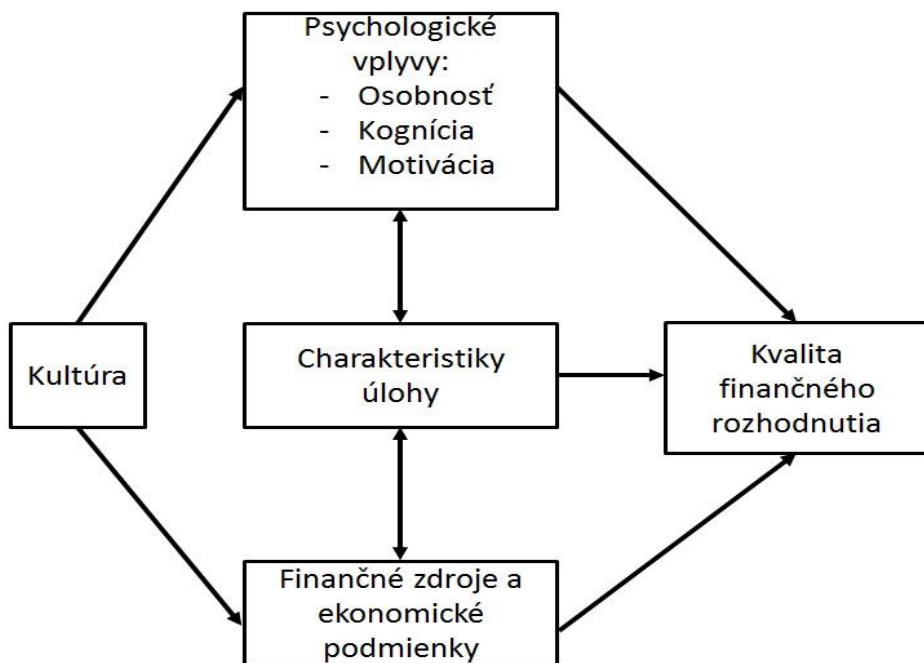 Psychologické
vplyvy:
- Osobnosť
- Kognícia
- Motivácia
Kultúra
Charakteristiky
úlohy
Kvalita
finančného
rozhodnutia
Finančné zdroje a
ekonomické
podmienky